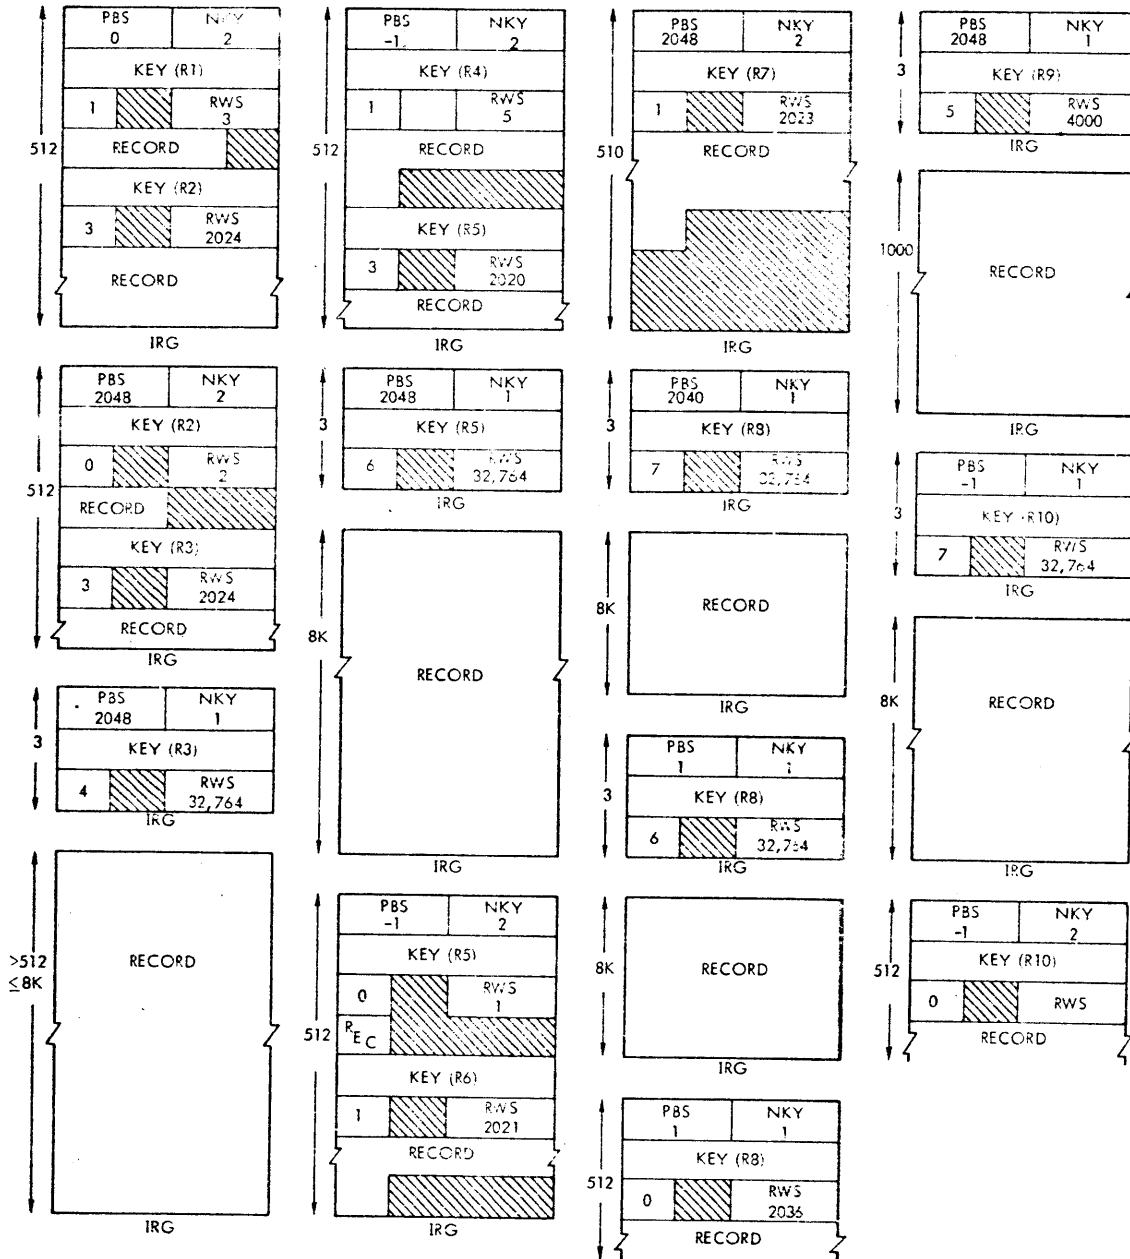 PBS
0
NKY
2
KEY (R1)
1
RWS
3
RECORD
KEY (R2)
3
RWS
2024
RECORD
512
IRG
PBS
2048
NKY
2
KEY (R2)
0
RWS
2
RECORD
KEY (R3)
3
RWS
2024
RECORD
512
IRG
PBS
2048
NKY
1
KEY (R3)
4
RWS
32,764
3
IRG
>512
≤8K
RECORD
IRG
PBS
-1
NKY
2
KEY (R4)
1
RWS
5
RECORD
KEY (R5)
3
RWS
2020
RECORD
512
IRG
PBS
2048
NKY
1
KEY (R5)
6
RWS
32,764
3
IRG
8K
RECORD
IRG
PBS
-1
NKY
2
KEY (R5)
0
RWS
1
REC
KEY (R6)
1
RWS
2021
RECORD
512
IRG
PBS
2048
NKY
2
KEY (R7)
1
RWS
2023
RECORD
510
IRG
PBS
2040
NKY
1
KEY (R8)
7
RWS
32,764
3
IRG
8K
RECORD
IRG
PBS
1
NKY
1
KEY (R8)
6
RWS
32,764
3
IRG
8K
RECORD
IRG
PBS
1
NKY
1
KEY (R8)
0
RWS
2036
RECORD
512
PBS
2048
NKY
1
KEY (R9)
5
RWS
4000
3
IRG
1000
RECORD
IRG
PBS
-1
NKY
1
KEY (R10)
7
RWS
32,764
3
IRG
8K
RECORD
IRG
PBS
-1
NKY
2
KEY (R10)
0
RWS
RECORD
512